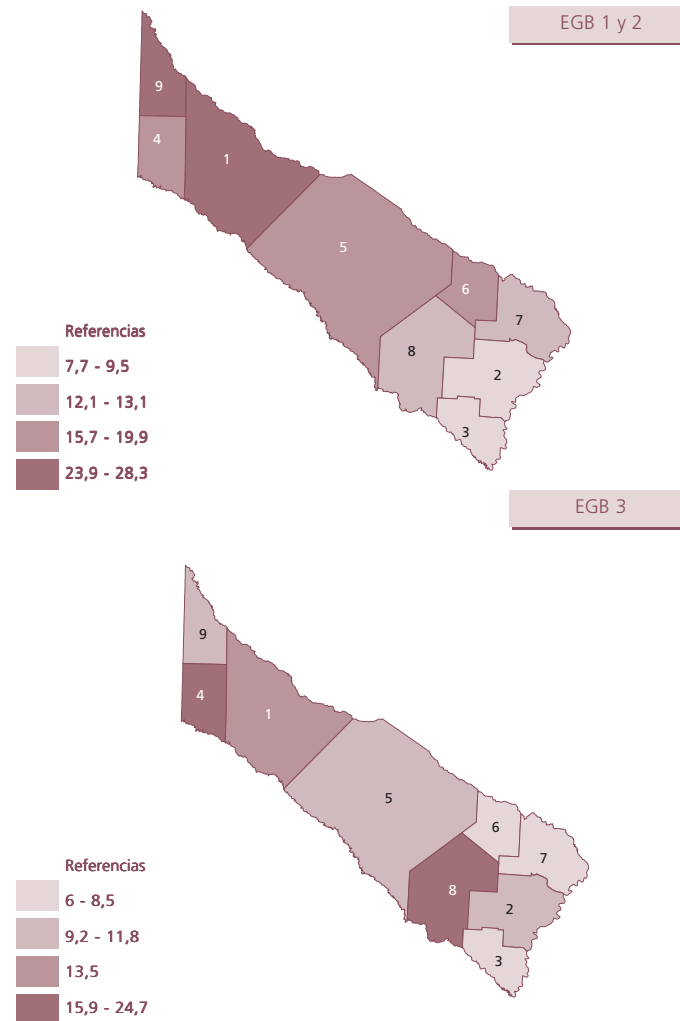 EGB 1 y 2
9
4
1
5
6
7
8
2
3
Referencias
7,7 - 9,5
12,1 - 13,1
15,7 - 19,9
23,9 - 28,3
EGB 3
9
4
1
5
6
7
8
2
3
Referencias
6 - 8,5
9,2 - 11,8
13,5
15,9 - 24,7